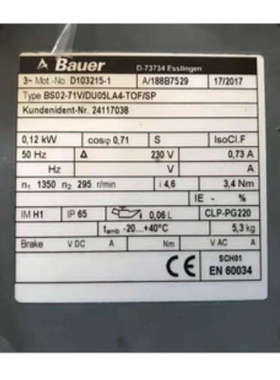 Bauer D-73734 Esslingen
3~ Mot.-No. D103215-1 A/188B7529 17/2017
Type BS02-71V/DU05LA4-TOF/SP
Kundenident-Nr. 24117038
0,12 kW cosφ 0,71 S IsoCl.F
50 Hz Δ 230 V 0,73 A
Hz V A
n1 1350 n2 295 r/min i 4,6 3,4 Nm
IE - %
IM H1 IP 65 0,06 L CLP-PG220
tamb -20...+40°C 5,3 kg
Brake V DC A Nm V AC A
CE SCH01
EN 60034